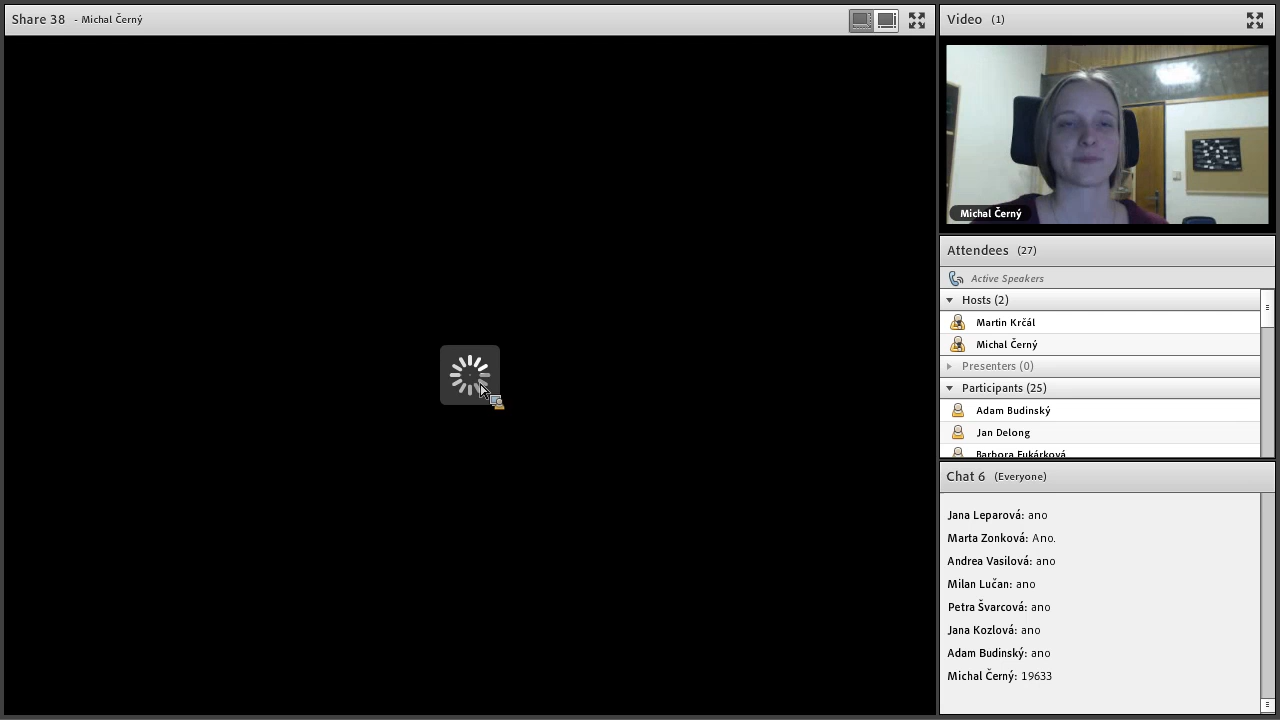 Share 38 - Michal Černý
Video (1)
Michal Černý
Attendees (27)
Active Speakers
Hosts (2)
Martin Krčál
Michal Černý
Presenters (0)
Participants (25)
Adam Budinský
Jan Delong
Barbora Fukárková
Chat 6 (Everyone)
Jana Leparová: ano
Marta Zonková: Ano.
Andrea Vasilová: ano
Milan Lučan: ano
Petra Švarcová: ano
Jana Kozlová: ano
Adam Budinský: ano
Michal Černý: 19633